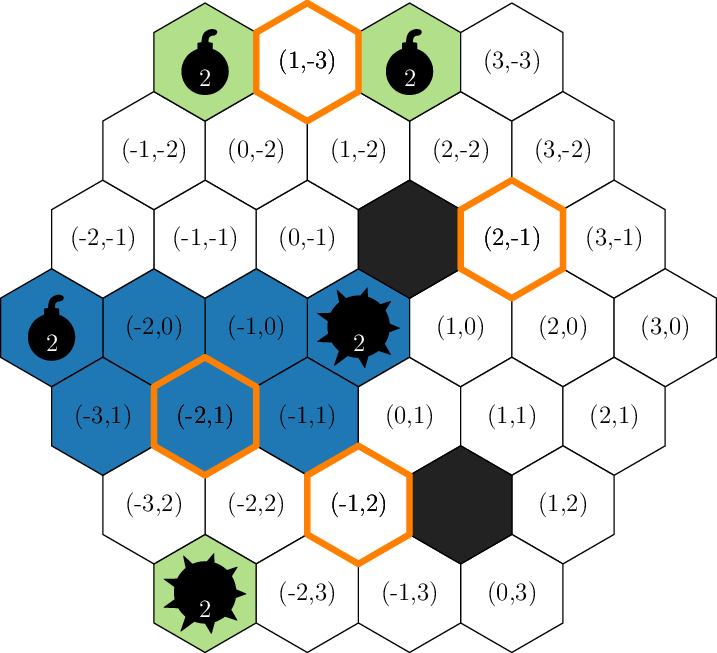 2 (1,-3) 2 (3,-3)
(-1,-2) (0,-2) (1,-2) (2,-2) (3,-2)
(-2,-1) (-1,-1) (0,-1) (2,-1) (3,-1)
2 (-2,0) (-1,0) 2 (1,0) (2,0) (3,0)
(-3,1) (-2,1) (-1,1) (0,1) (1,1) (2,1)
(-3,2) (-2,2) (-1,2) (1,2)
2 (-2,3) (-1,3) (0,3)